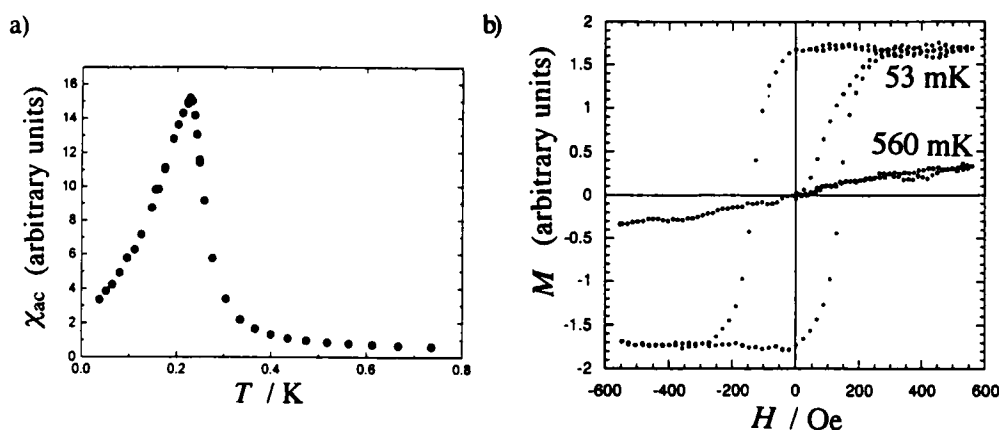 a)
χac (arbitrary units)
16
14
12
10
8
6
4
2
0
0.0 0.2 0.4 0.6 0.8
T / K
b)
M (arbitrary units)
2
1.5
1
0.5
0
-0.5
-1
-1.5
-2
53 mK
560 mK
-600 -400 -200 0 200 400 600
H / Oe